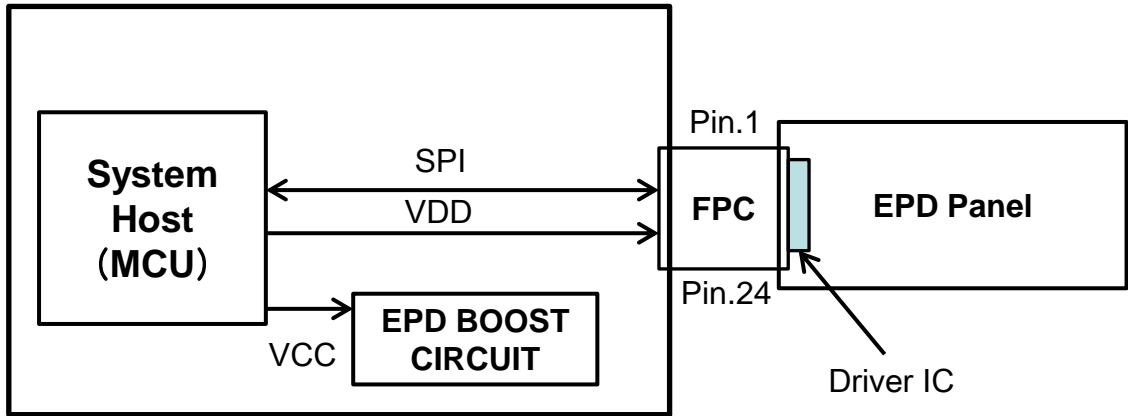 System
Host
（MCU）
SPI
VDD
VCC
EPD BOOST
CIRCUIT
Pin.1
FPC
Pin.24
EPD Panel
Driver IC